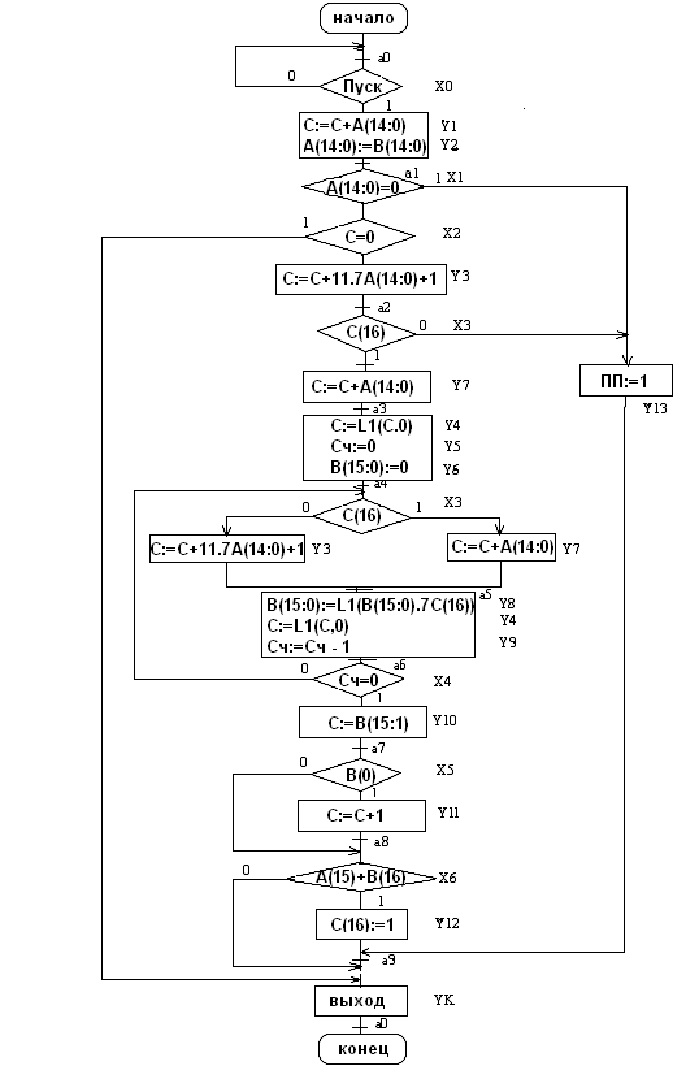 начало
a0
0
Пуск
X0
1
C:=C+A(14:0)
Y1
A(14:0):=B(14:0)
Y2
a1
A(14:0)=0
1 X1
1
C=0
X2
C:=C+11.7A(14:0)+1
Y3
a2
C(16)
0
X3
1
C:=C+A(14:0)
Y7
ПП:=1
Y13
a3
C:=L1(C.0)
Y4
Сч:=0
Y5
B(15:0):=0
Y6
a4
0
C(16)
1
X3
C:=C+11.7A(14:0)+1
Y3
C:=C+A(14:0)
Y7
a5
B(15:0):=L1(B(15:0).7C(16))
Y8
C:=L1(C,0)
Y4
Сч:=Сч - 1
Y9
a6
0
Сч=0
X4
1
C:=B(15:1)
Y10
a7
0
B(0)
X5
1
C:=C+1
Y11
a8
0
A(15)+B(16)
X6
1
C(16):=1
Y12
a9
выход
YK
a0
конец